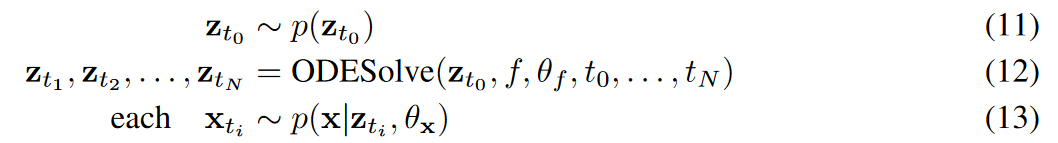 𝐳_{t_0} ∼ p(𝐳_{t_0}) (11)
𝐳_{t_1}, 𝐳_{t_2}, . . . , 𝐳_{t_N} = ODESolve(𝐳_{t_0}, f, θ_f, t_0, . . . , t_N) (12)
each 𝐱_{t_i} ∼ p(𝐱|𝐳_{t_i}, θ_𝐱) (13)